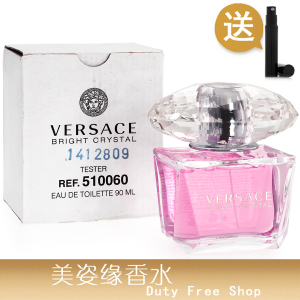 送
VERSACE
BRIGHT CRYSTAL
1412809
TESTER
REF. 510060
EAU DE TOILETTE 90 ML
VERSACE
美姿缘香水
Duty Free Shop